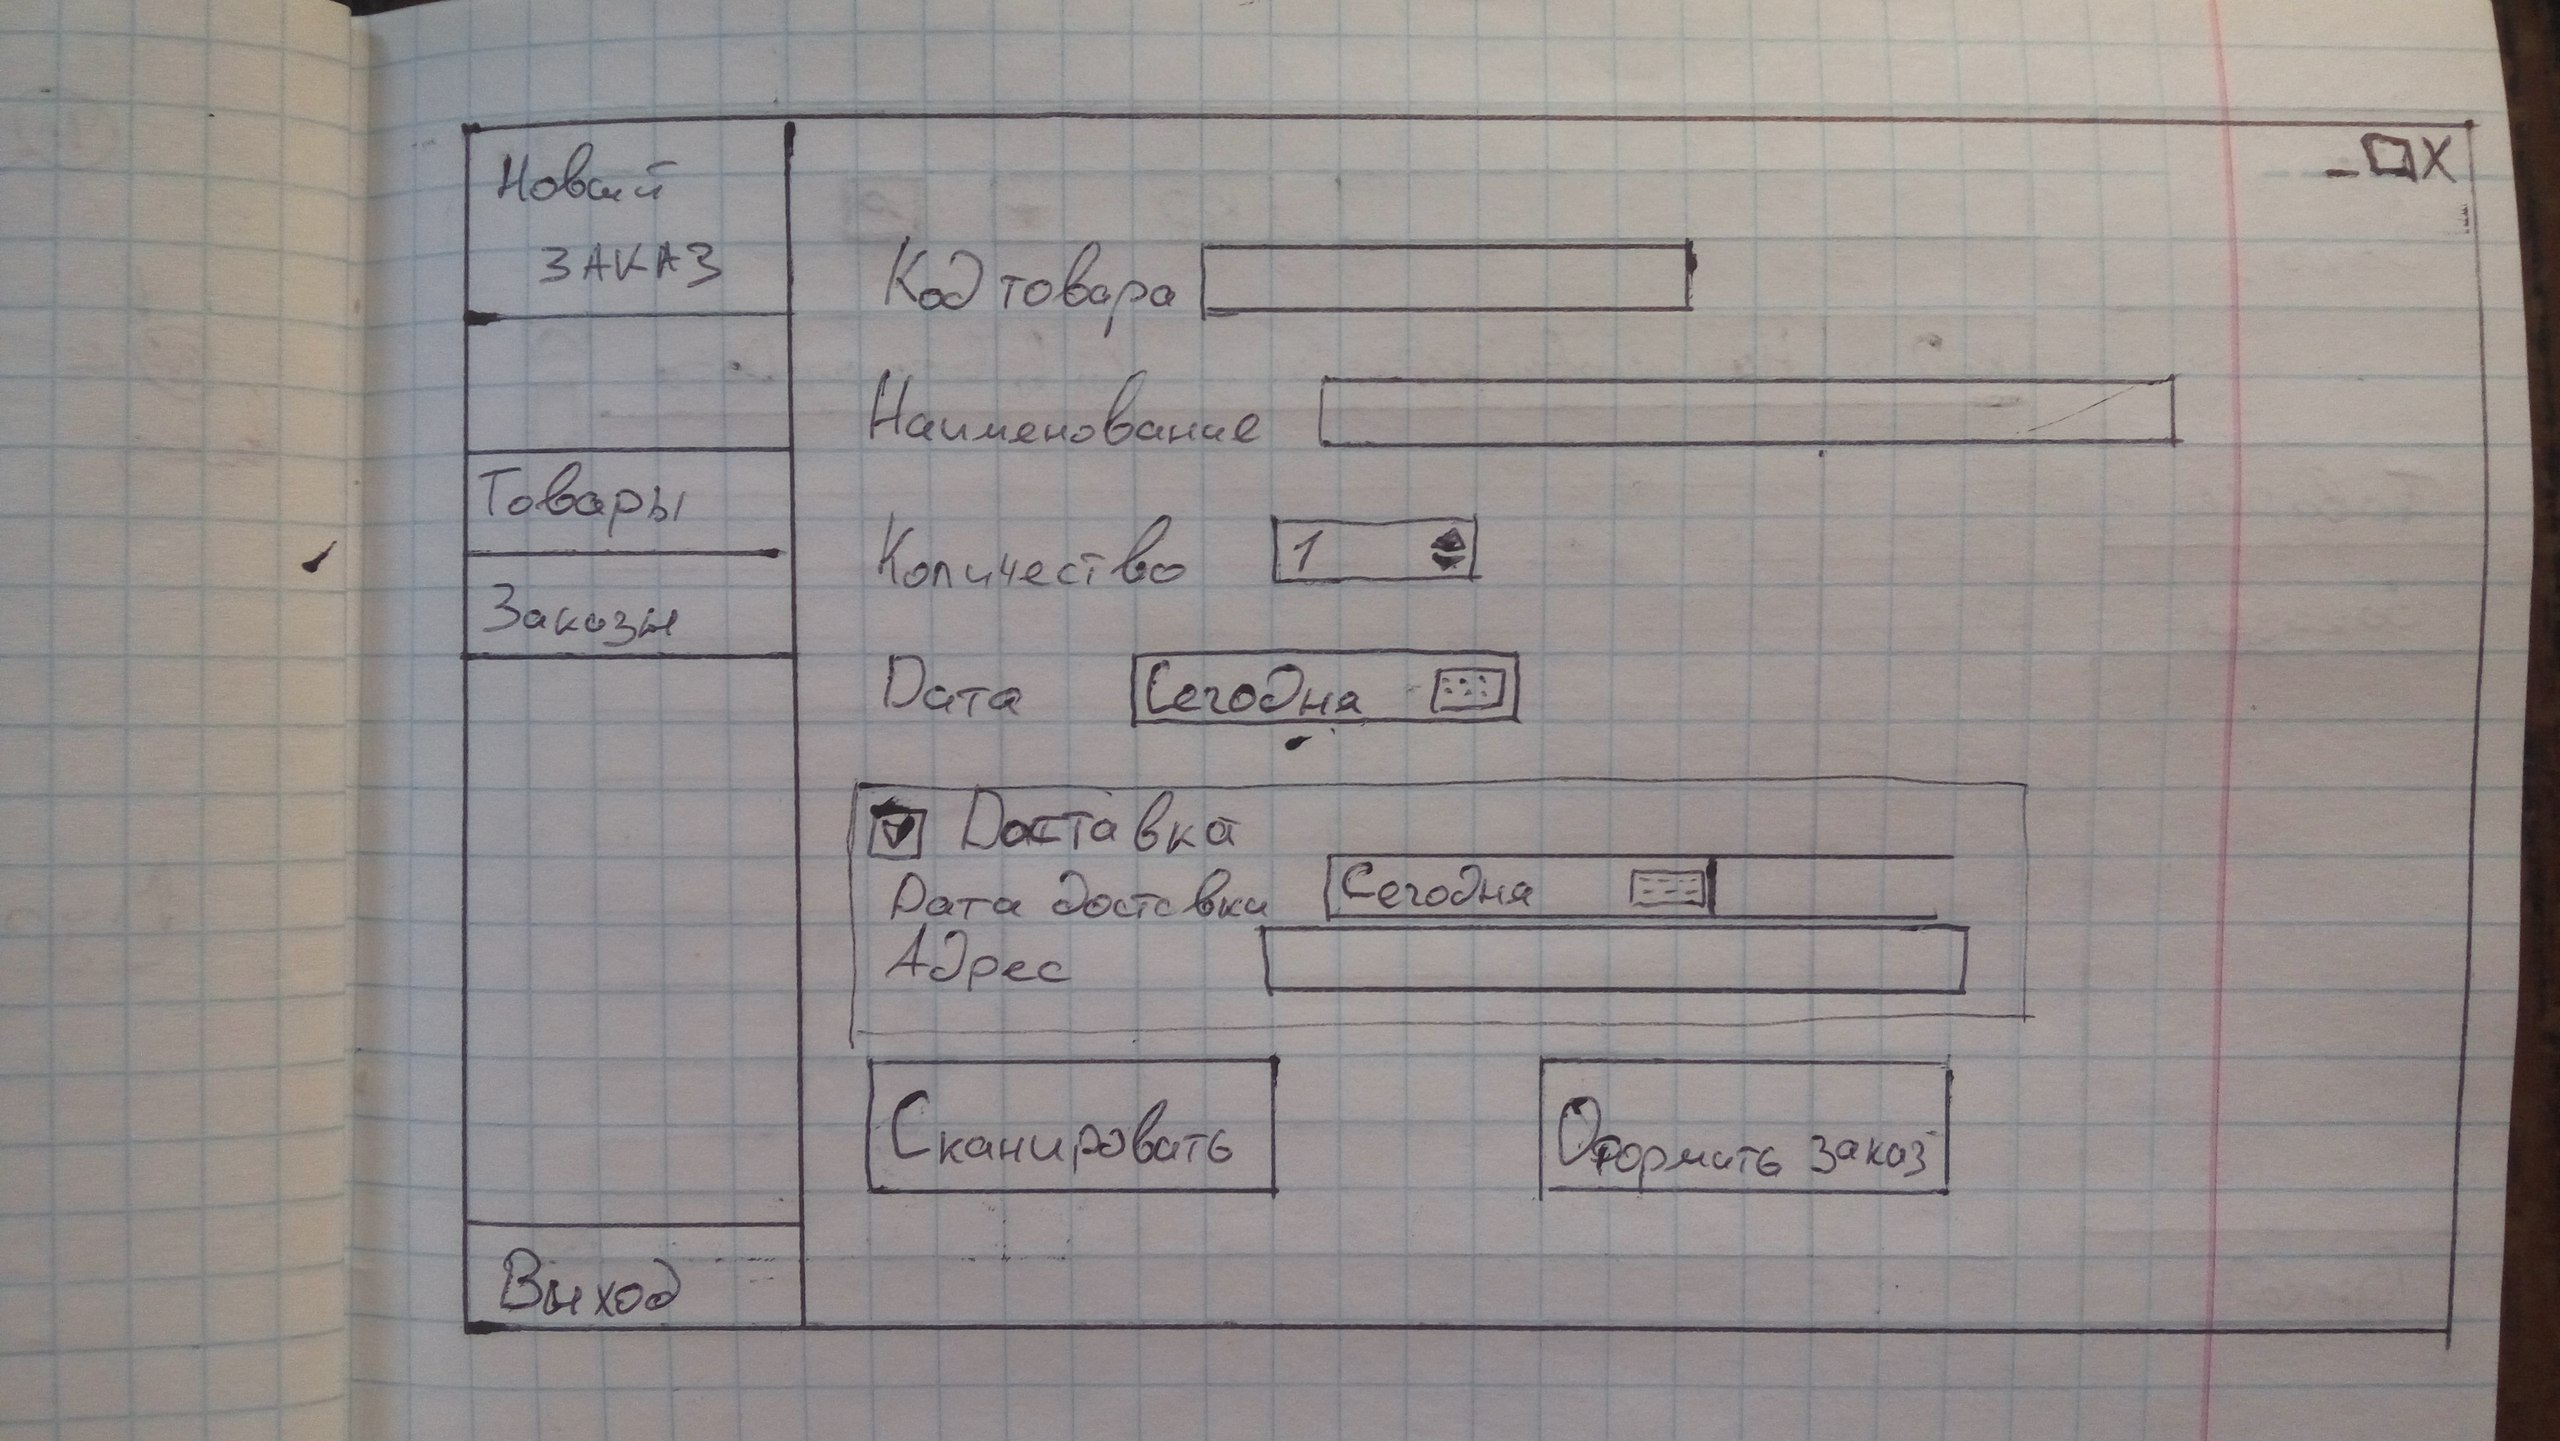 Новый
ЗАКАЗ
Товары
Заказы
Выход
Код товара
Наименование
Количество 1
Дата Сегодня
Доставка
Дата доставки Сегодня
Адрес
Сканировать
Оформить заказ